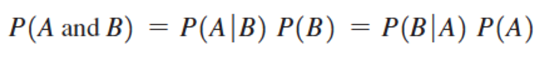 P(A and B) = P(A|B) P(B) = P(B|A) P(A)